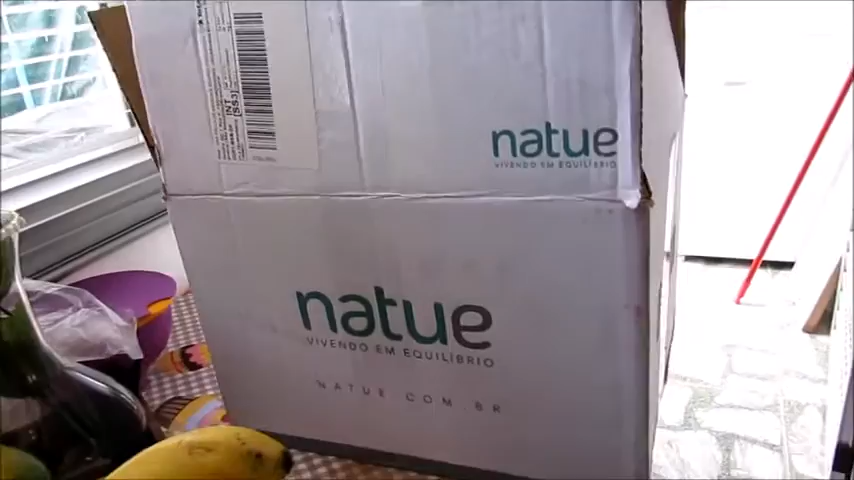 natue
VIVENDO EM EQUILÍBRIO
natue
VIVENDO EM EQUILÍBRIO
NATUE.COM.BR